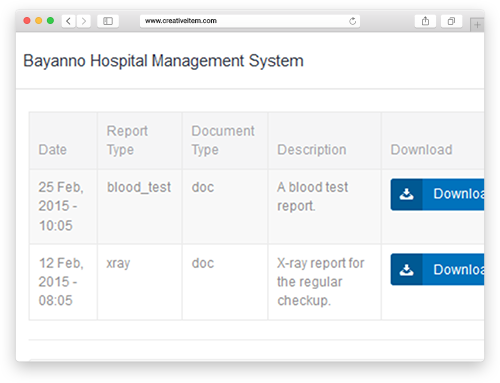 www.creativeitem.com
Bayanno Hospital Management System
Date
Report
Type
Document
Type
Description
Download
25 Feb,
2015 -
10:05
blood_test
doc
A blood test
report.
Downloa
12 Feb,
2015 -
08:05
xray
doc
X-ray report for
the regular
checkup.
Downloa